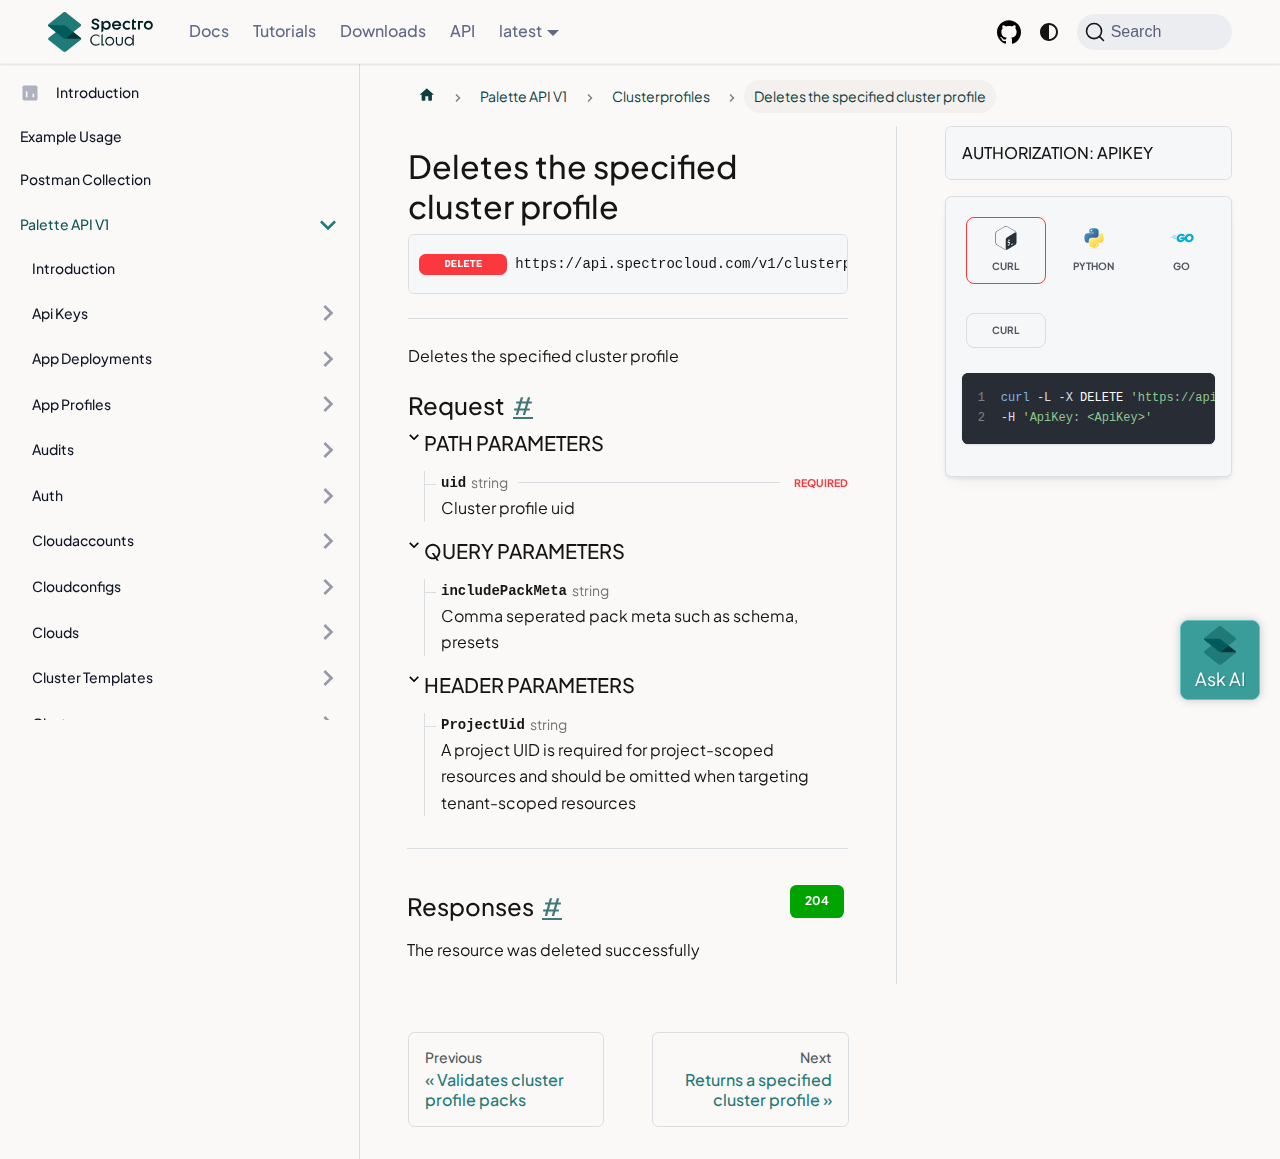 Spectro Cloud
Docs
Tutorials
Downloads
API
latest
Search
Introduction
Example Usage
Postman Collection
Palette API V1
Introduction
Api Keys
App Deployments
App Profiles
Audits
Auth
Cloudaccounts
Cloudconfigs
Clouds
Cluster Templates
Palette API V1
Clusterprofiles
Deletes the specified cluster profile
Deletes the specified
cluster profile
DELETE https://api.spectrocloud.com/v1/clusterp
Deletes the specified cluster profile
Request #
PATH PARAMETERS
uid string REQUIRED
Cluster profile uid
QUERY PARAMETERS
includePackMeta string
Comma seperated pack meta such as schema,
presets
HEADER PARAMETERS
ProjectUid string
A project UID is required for project-scoped
resources and should be omitted when targeting
tenant-scoped resources
Responses #
204
The resource was deleted successfully
Previous
« Validates cluster
profile packs
Next
Returns a specified
cluster profile »
AUTHORIZATION: APIKEY
CURL
PYTHON
GO
CURL
1 curl -L -X DELETE 'https://api
2 -H 'ApiKey: <ApiKey>'
Ask AI